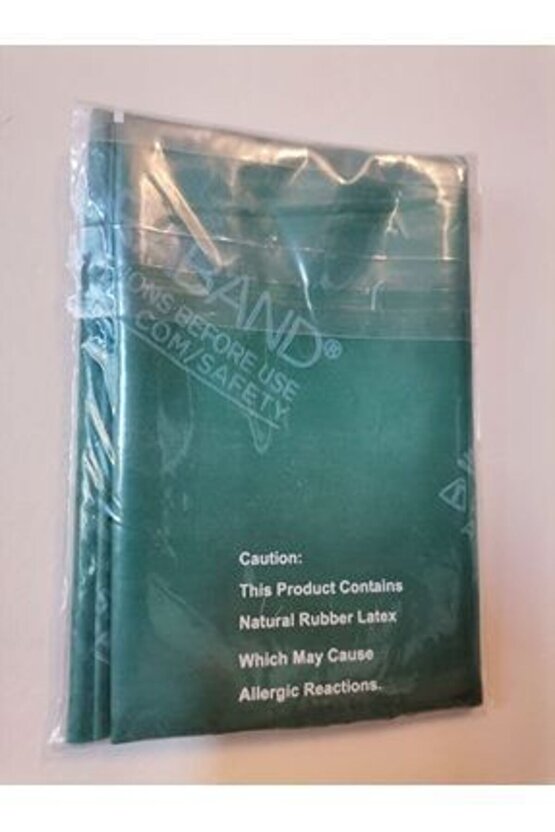 BAND®
IONS BEFORE USE
COM/SAFETY
Caution:
This Product Contains
Natural Rubber Latex
Which May Cause
Allergic Reactions.